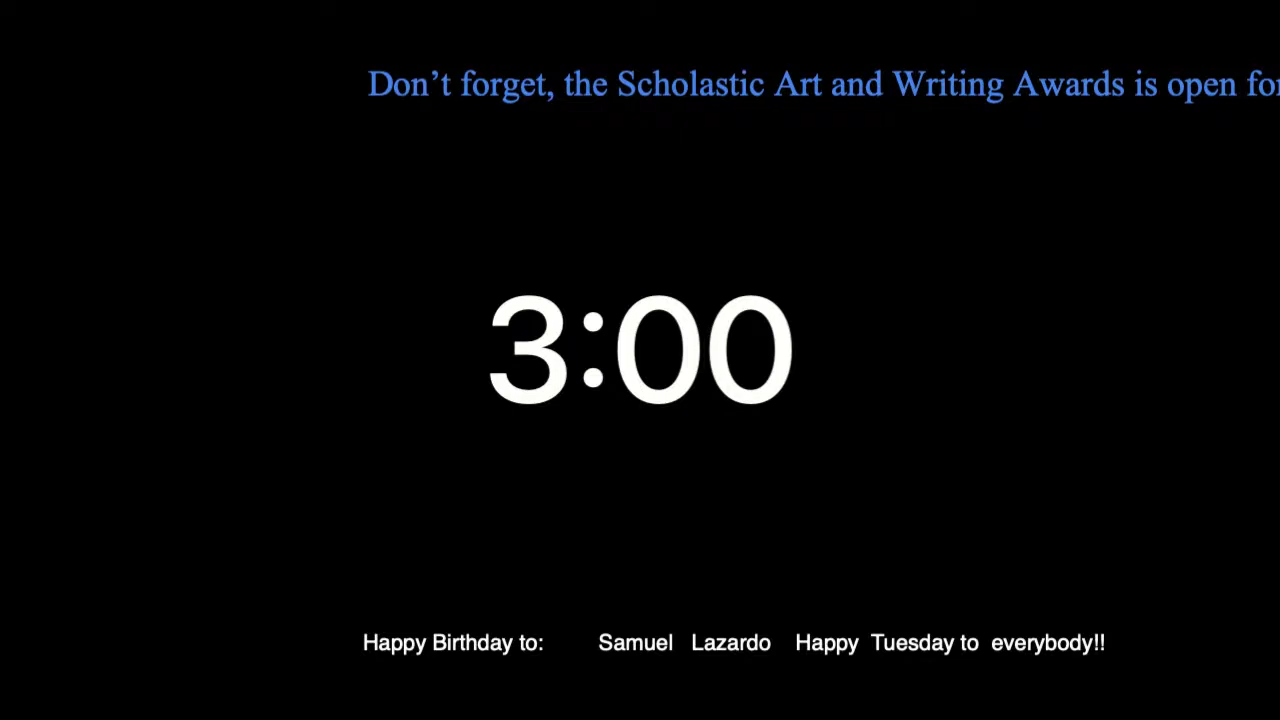 Don’t forget, the Scholastic Art and Writing Awards is open for
3:00
Happy Birthday to: Samuel Lazardo Happy Tuesday to everybody!!